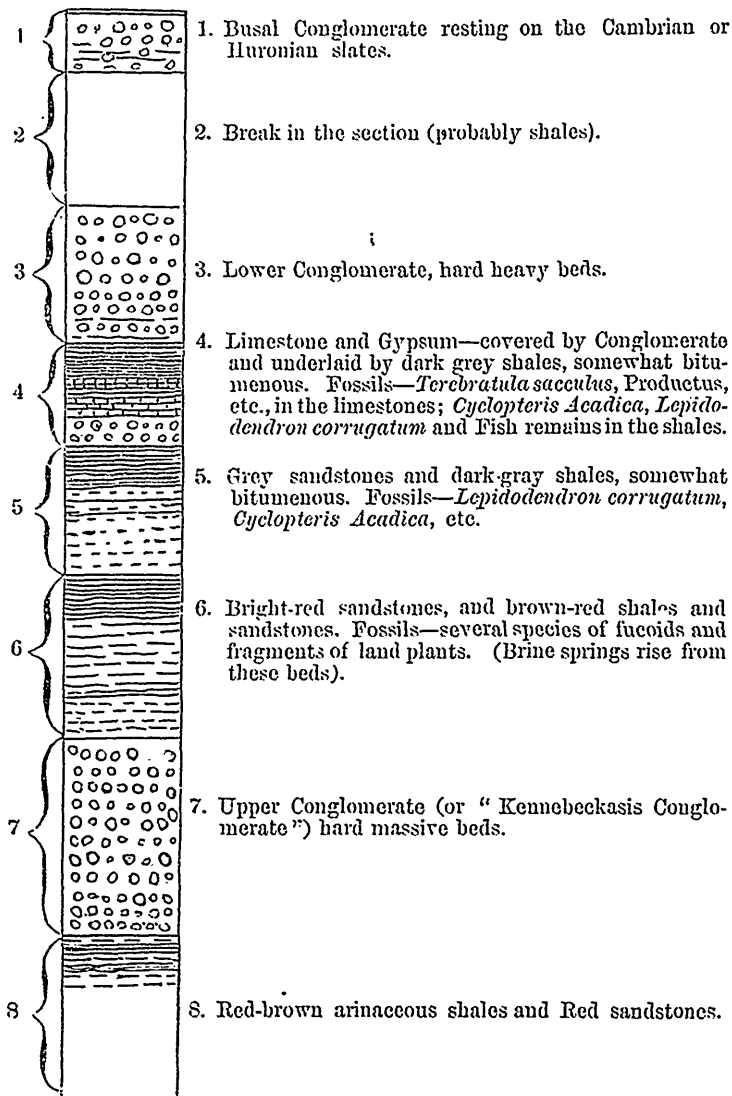 1
1. Busal Conglomerate resting on the Cambrian or
Huronian slates.
2
2. Break in the section (probably shales).
3
3. Lower Conglomerate, hard heavy beds.
4
4. Limestone and Gypsum—covered by Conglomerate
and underlaid by dark grey shales, somewhat bitu-
menous. Fossils—Terebratula sacculus, Productus,
etc., in the limestones; Cyclopteris Acadica, Lepido-
dendron corrugatum and Fish remains in the shales.
5
5. Grey sandstones and dark-gray shales, somewhat
bitumenous. Fossils—Lepidodendron corrugatum,
Cyclopteris Acadica, etc.
6
6. Bright-red sandstones, and brown-red shales and
sandstones. Fossils—several species of fucoids and
fragments of land plants. (Brine springs rise from
these beds).
7
7. Upper Conglomerate (or " Kennebeckasis Conglo-
merate") hard massive beds.
8
8. Red-brown arinaceous shales and Red sandstones.